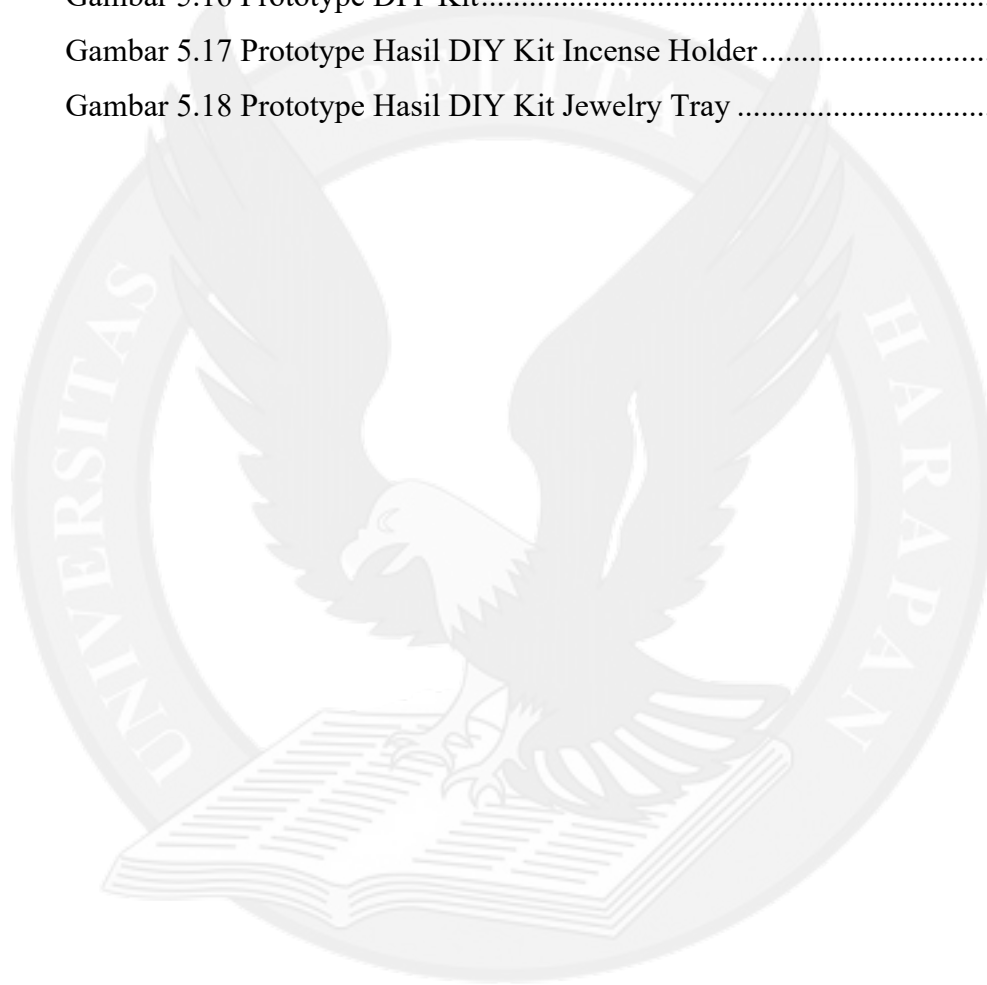 Gambar 5.16 Prototype DIY Kit..........................................................
Gambar 5.17 Prototype Hasil DIY Kit Incense Holder.............................
Gambar 5.18 Prototype Hasil DIY Kit Jewelry Tray ................................
UNIVERSITAS PELITA HARAPAN